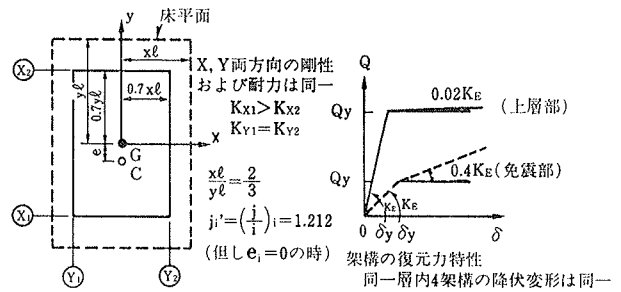 床平面
y
xℓ
X₂
yℓ
0.7yℓ
0.7xℓ
x
e
G
C
X₁
Y₁
Y₂
X,Y両方向の剛性
および耐力は同一
Kx1>Kx2
KY1=KY2
xℓ/yℓ=2/3
ji'=(j/i)i=1.212
(但しei=0の時)
Q
0.02KE
(上層部)
Qy
Qy
0.4KE(免震部)
KE
KE
0
δy
δy
δ
架構の復元力特性
同一層内4架構の降伏変形は同一